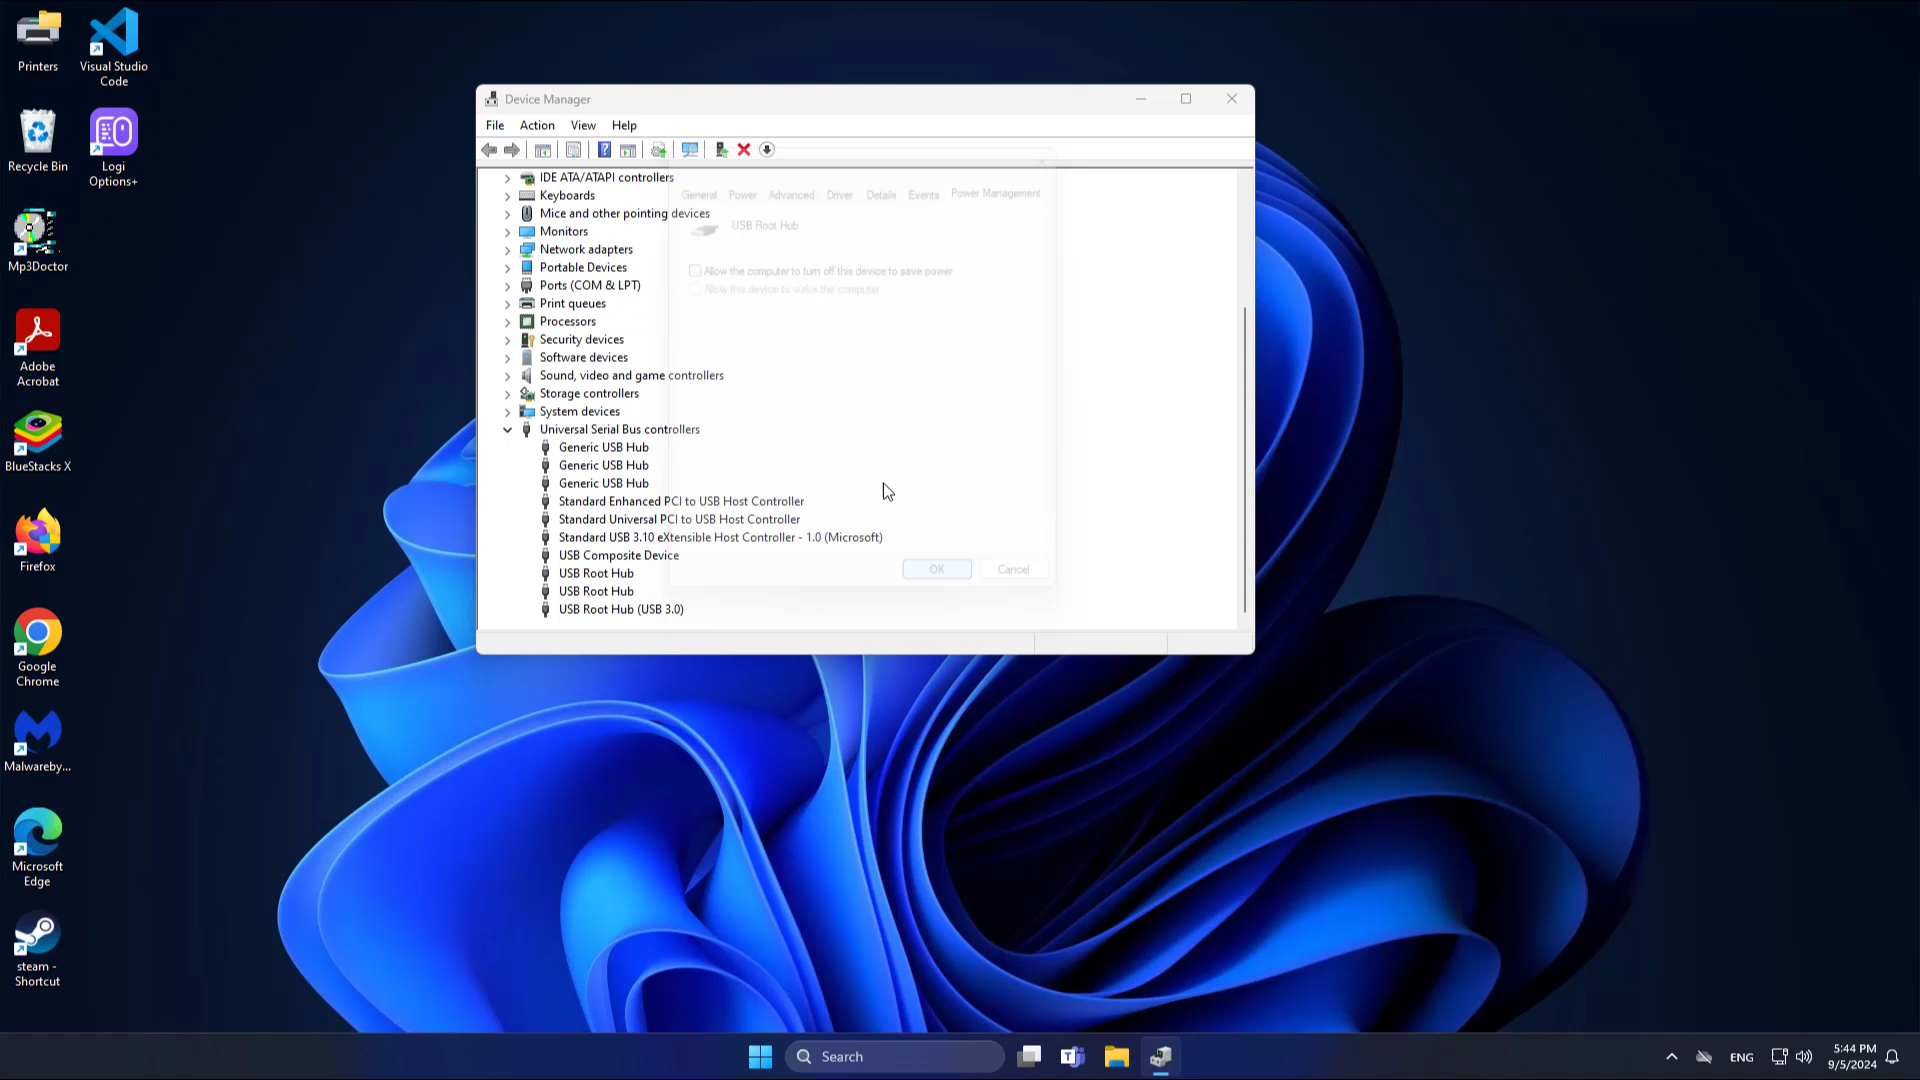 Printers
Visual Studio
Code
Recycle Bin
Logi
Options+
Mp3Doctor
Adobe
Acrobat
BlueStacks X
Firefox
Google
Chrome
Malwareby...
Microsoft
Edge
steam -
Shortcut
Device Manager
File Action View Help
IDE ATA/ATAPI controllers
Keyboards
Mice and other pointing devices
Monitors
Network adapters
Portable Devices
Ports (COM & LPT)
Print queues
Processors
Security devices
Software devices
Sound, video and game controllers
Storage controllers
System devices
Universal Serial Bus controllers
Generic USB Hub
Generic USB Hub
Generic USB Hub
Standard Enhanced PCI to USB Host Controller
Standard Universal PCI to USB Host Controller
Standard USB 3.10 eXtensible Host Controller - 1.0 (Microsoft)
USB Composite Device
USB Root Hub
USB Root Hub
USB Root Hub (USB 3.0)
General Power Advanced Driver Details Events Power Management
USB Root Hub
Allow the computer to turn off this device to save power
Allow this device to wake the computer
OK Cancel
Search
ENG
5:44 PM
9/5/2024